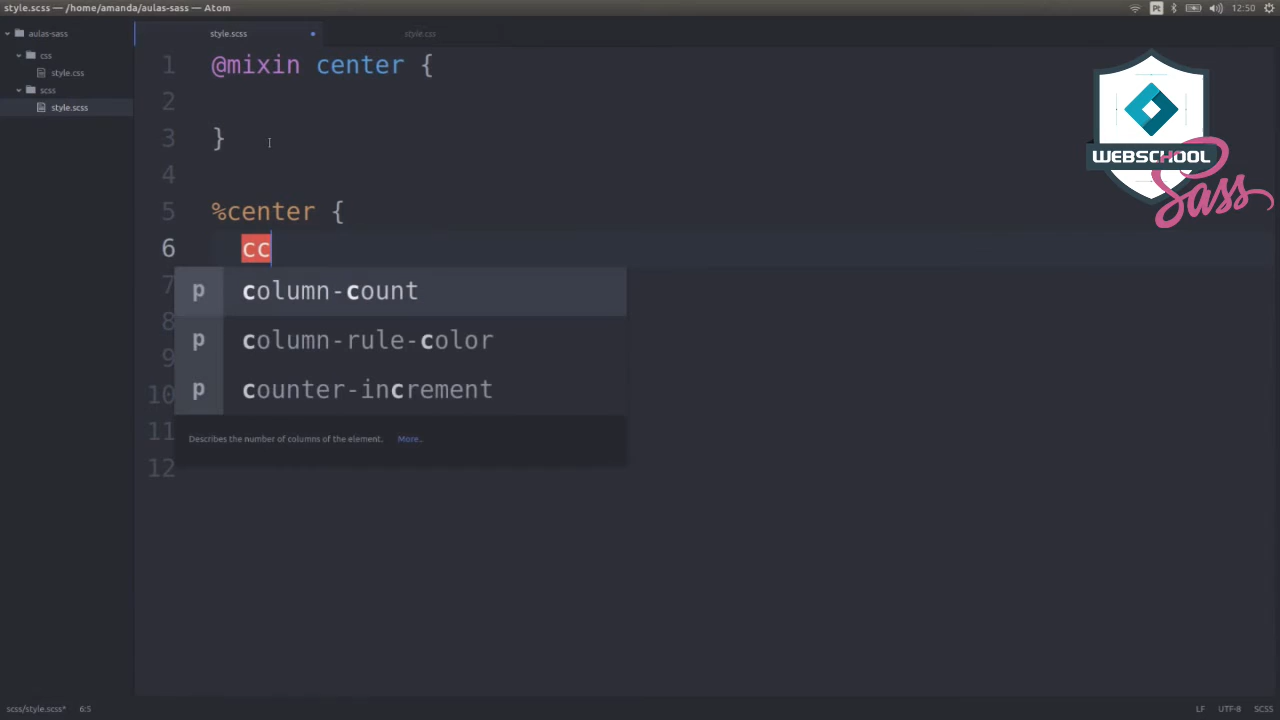 style.scss — /home/amanda/aulas-sass — Atom
Pt
12:50
aulas-sass
css
style.css
scss
style.scss
style.scss
style.css
1 @mixin center {
2
3 }
4
5 %center {
6 cc
7
8
9
10
11
12
p column-count
p column-rule-color
p counter-increment
Describes the number of columns of the element. More..
WEBSCHOOL
Sass
scss/style.scss* 6:5
LF UTF-8 SCSS